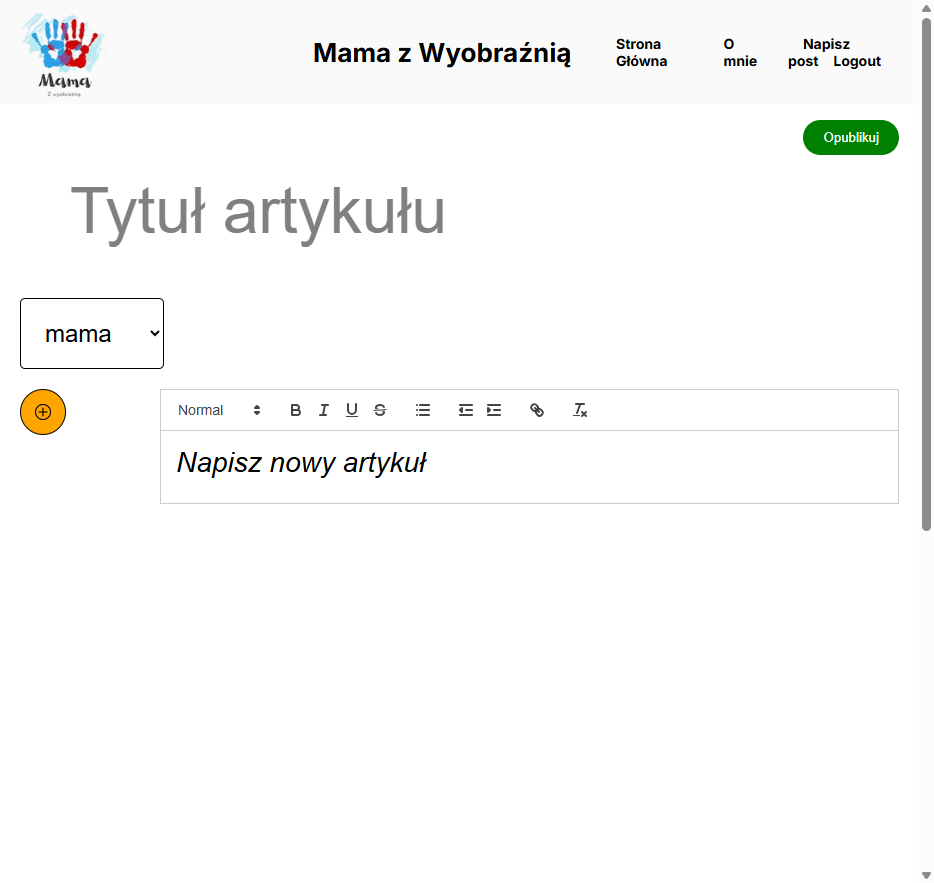 Mama
Z wyobraźnią
Mama z Wyobraźnią
Strona
Główna
O
mnie
Napisz
post Logout
Opublikuj
Tytuł artykułu
mama
Normal
B I U S
Napisz nowy artykuł